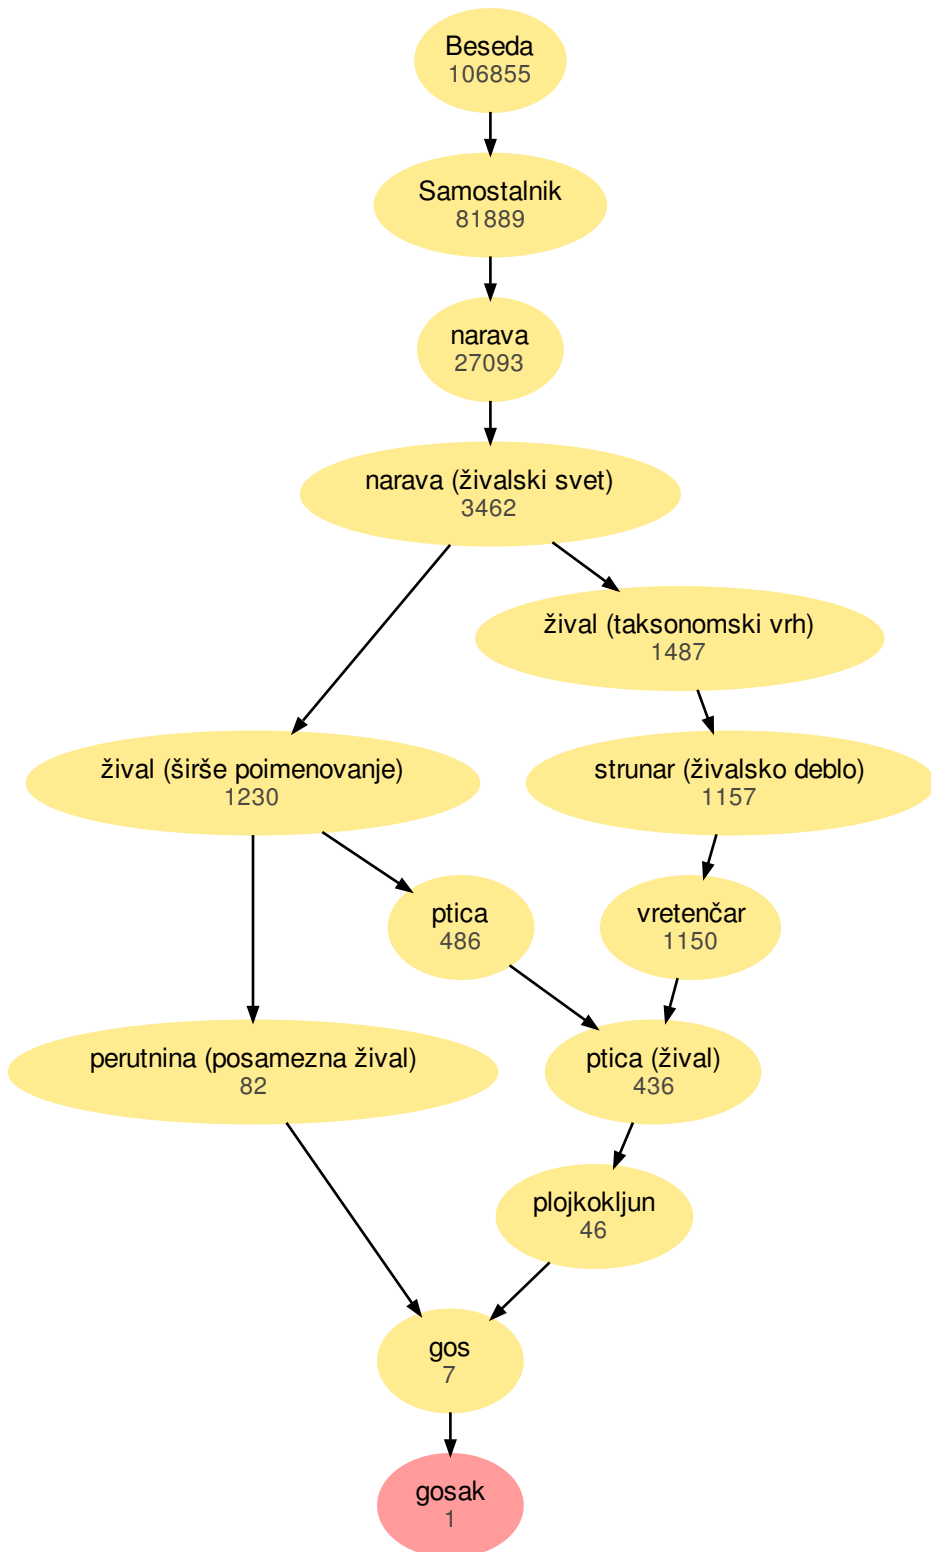 Beseda
106855
Samostalnik
81889
narava
27093
narava (živalski svet)
3462
žival (taksonomski vrh)
1487
žival (širše poimenovanje)
1230
strunar (živalsko deblo)
1157
ptica
486
vretenčar
1150
perutnina (posamezna žival)
82
ptica (žival)
436
plojkokljun
46
gos
7
gosak
1